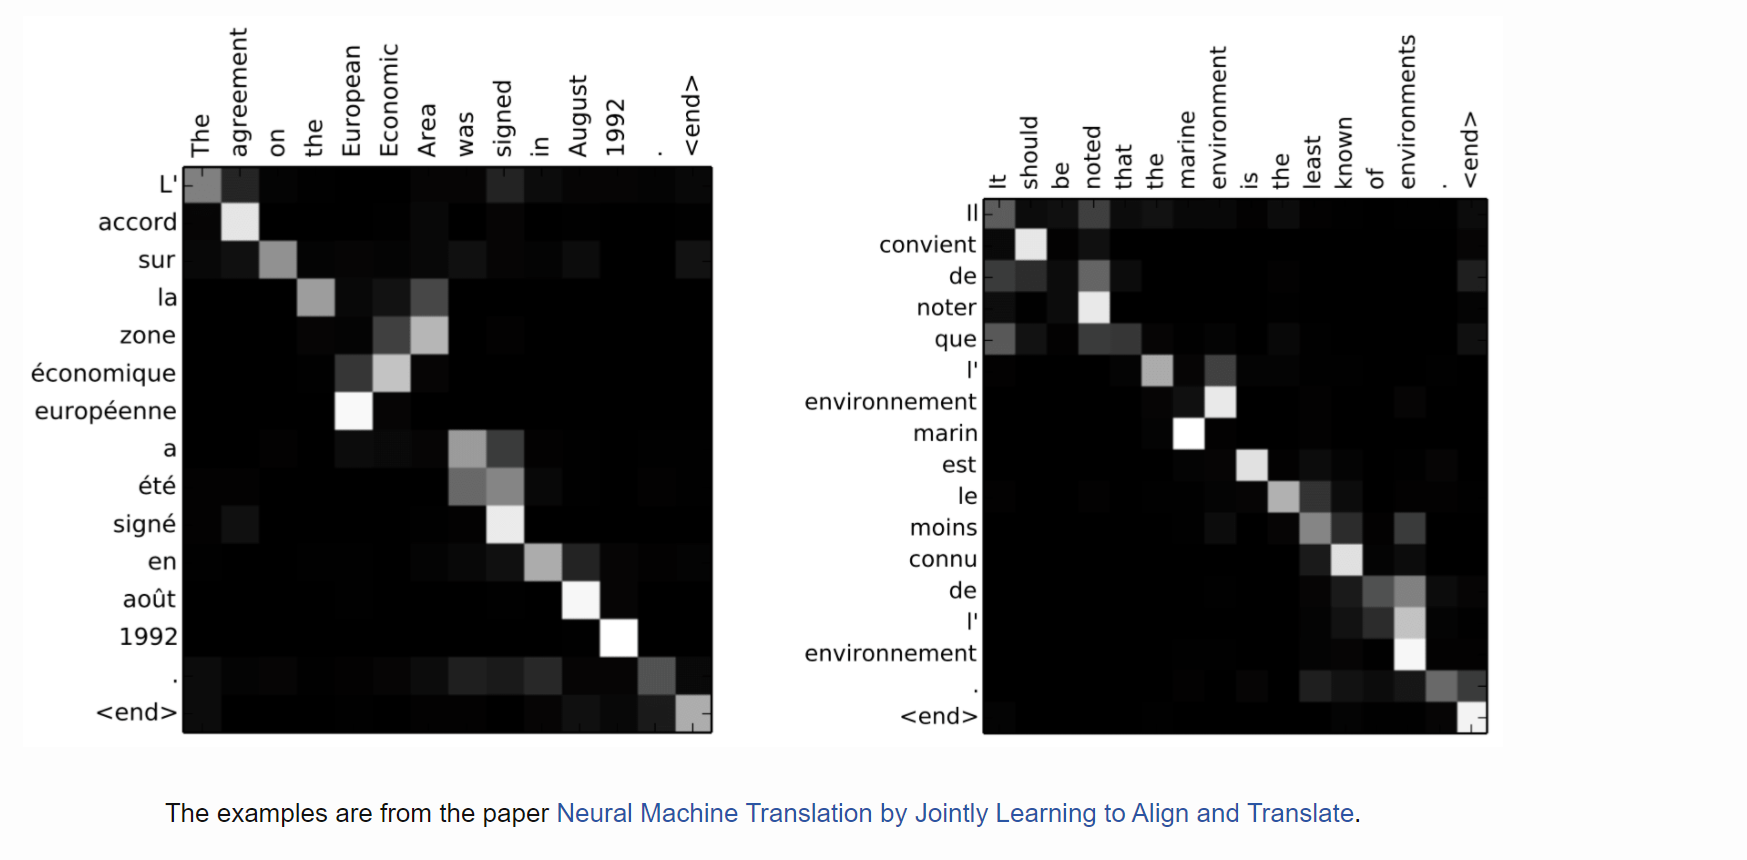 The
agreement
on
the
European
Economic
Area
was
signed
in
August
1992
.
<end>
L'
accord
sur
la
zone
économique
européenne
a
été
signé
en
août
1992
.
<end>
It
should
be
noted
that
the
marine
environment
is
the
least
known
of
environments
.
<end>
Il
convient
de
noter
que
l'
environnement
marin
est
le
moins
connu
de
l'
environnement
.
<end>
The examples are from the paper Neural Machine Translation by Jointly Learning to Align and Translate.